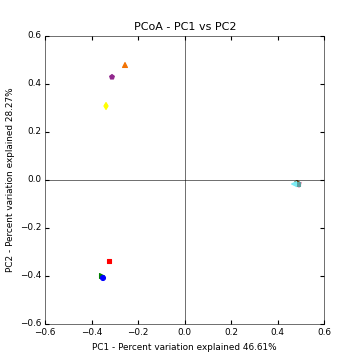 PCoA - PC1 vs PC2
0.6
0.4
0.2
0.0
−0.2
−0.4
−0.6
−0.6 −0.4 −0.2 0.0 0.2 0.4 0.6
PC2 - Percent variation explained 28.27%
PC1 - Percent variation explained 46.61%